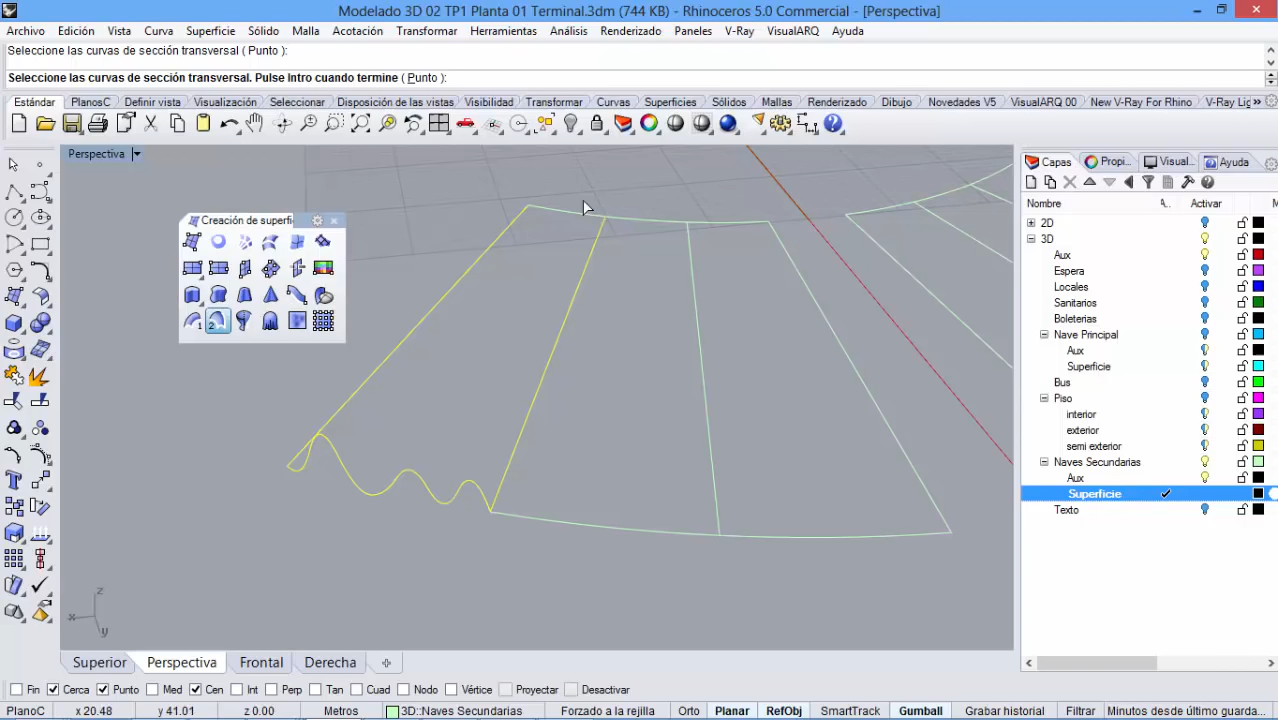 Modelado 3D 02 TP1 Planta 01 Terminal.3dm (744 KB) - Rhinoceros 5.0 Commercial - [Perspectiva]
Archivo Edición Vista Curva Superficie Sólido Malla Acotación Transformar Herramientas Análisis Renderizado Paneles V-Ray VisualARQ Ayuda
Seleccione las curvas de sección transversal ( Punto ):
Seleccione las curvas de sección transversal. Pulse Intro cuando termine ( Punto ):
Estándar PlanosC Definir vista Visualización Seleccionar Disposición de las vistas Visibilidad Transformar Curvas Superficies Sólidos Mallas Renderizado Dibujo Novedades V5 VisualARQ 00 New V-Ray For Rhino V-Ray Lig
Perspectiva
Capas Propi... Visual... Ayuda
Nombre A... Activar M
2D
3D
Aux
Espera
Locales
Sanitarios
Boleterias
Nave Principal
Aux
Superficie
Bus
Piso
interior
exterior
semi exterior
Naves Secundarias
Aux
Superficie
Texto
Creación de superfi
1
2
z
x
y
Superior Perspectiva Frontal Derecha
Fin Cerca Punto Med Cen Int Perp Tan Cuad Nodo Vértice Proyectar Desactivar
PlanoC x 20.48 y 41.01 z 0.00 Metros 3D::Naves Secundarias Forzado a la rejilla Orto Planar RefObj SmartTrack Gumball Grabar historial Filtrar Minutos desde último guardado...